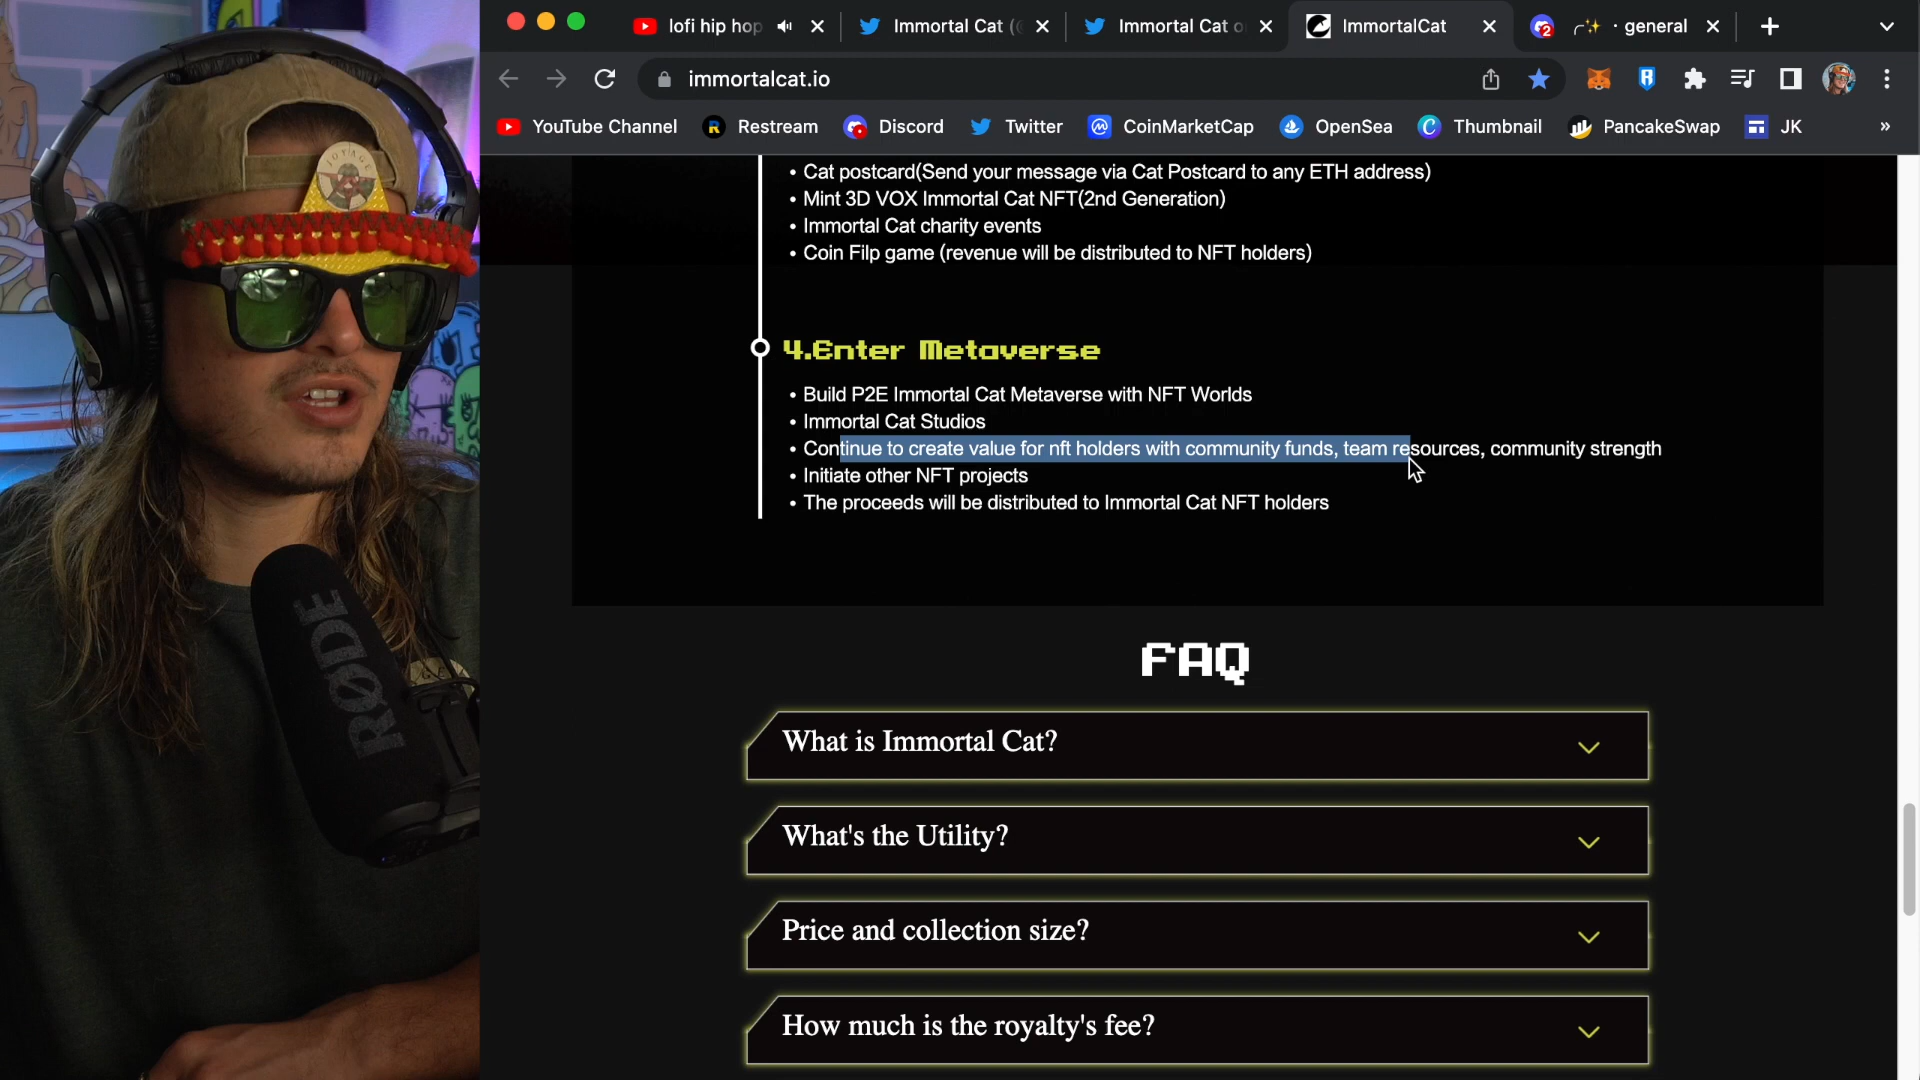 lofi hip hop
Immortal Cat (
Immortal Cat o
ImmortalCat
2
· general
immortalcat.io
YouTube Channel
R
Restream
Discord
Twitter
CoinMarketCap
OpenSea
Thumbnail
PancakeSwap
JK
»
• Cat postcard(Send your message via Cat Postcard to any ETH address)
• Mint 3D VOX Immortal Cat NFT(2nd Generation)
• Immortal Cat charity events
• Coin Filp game (revenue will be distributed to NFT holders)
4.Enter Metaverse
• Build P2E Immortal Cat Metaverse with NFT Worlds
• Immortal Cat Studios
• Continue to create value for nft holders with community funds, team resources, community strength
• Initiate other NFT projects
• The proceeds will be distributed to Immortal Cat NFT holders
FAQ
What is Immortal Cat?
What's the Utility?
Price and collection size?
How much is the royalty's fee?
JOYAGE
RØDE